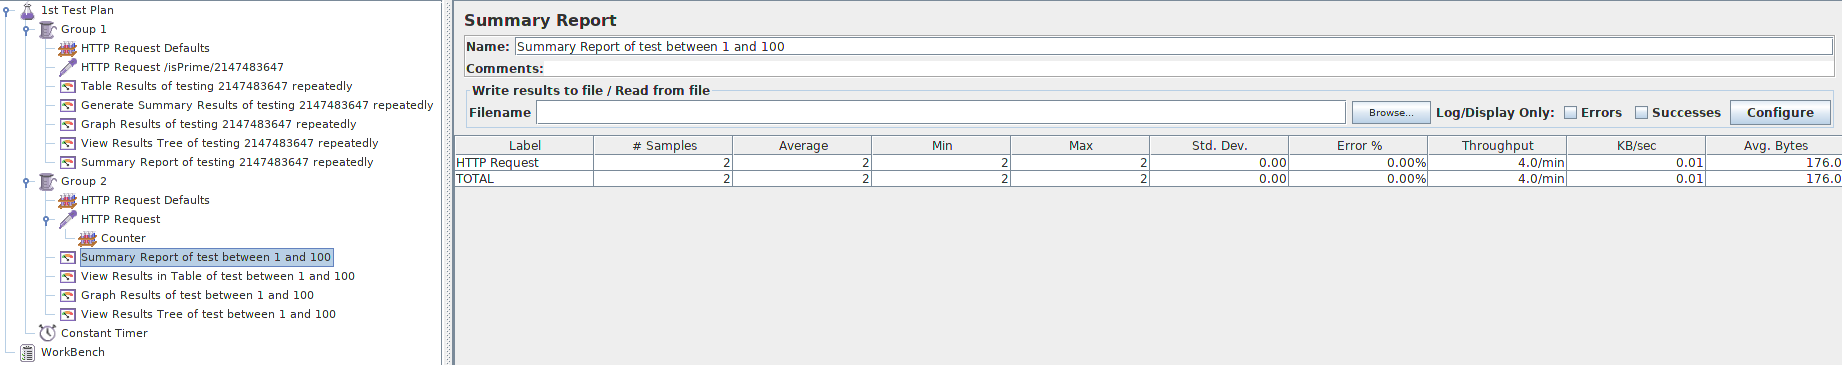 1st Test Plan
Group 1
HTTP Request Defaults
HTTP Request /isPrime/2147483647
Table Results of testing 2147483647 repeatedly
Generate Summary Results of testing 2147483647 repeatedly
Graph Results of testing 2147483647 repeatedly
View Results Tree of testing 2147483647 repeatedly
Summary Report of testing 2147483647 repeatedly
Group 2
HTTP Request Defaults
HTTP Request
Counter
Summary Report of test between 1 and 100
View Results in Table of test between 1 and 100
Graph Results of test between 1 and 100
View Results Tree of test between 1 and 100
Constant Timer
WorkBench
Summary Report
Name: Summary Report of test between 1 and 100
Comments:
Write results to file / Read from file
Filename Browse... Log/Display Only: Errors Successes Configure
Label # Samples Average Min Max Std. Dev. Error % Throughput KB/sec Avg. Bytes
HTTP Request 2 2 2 2 0.00 0.00% 4.0/min 0.01 176.0
TOTAL 2 2 2 2 0.00 0.00% 4.0/min 0.01 176.0